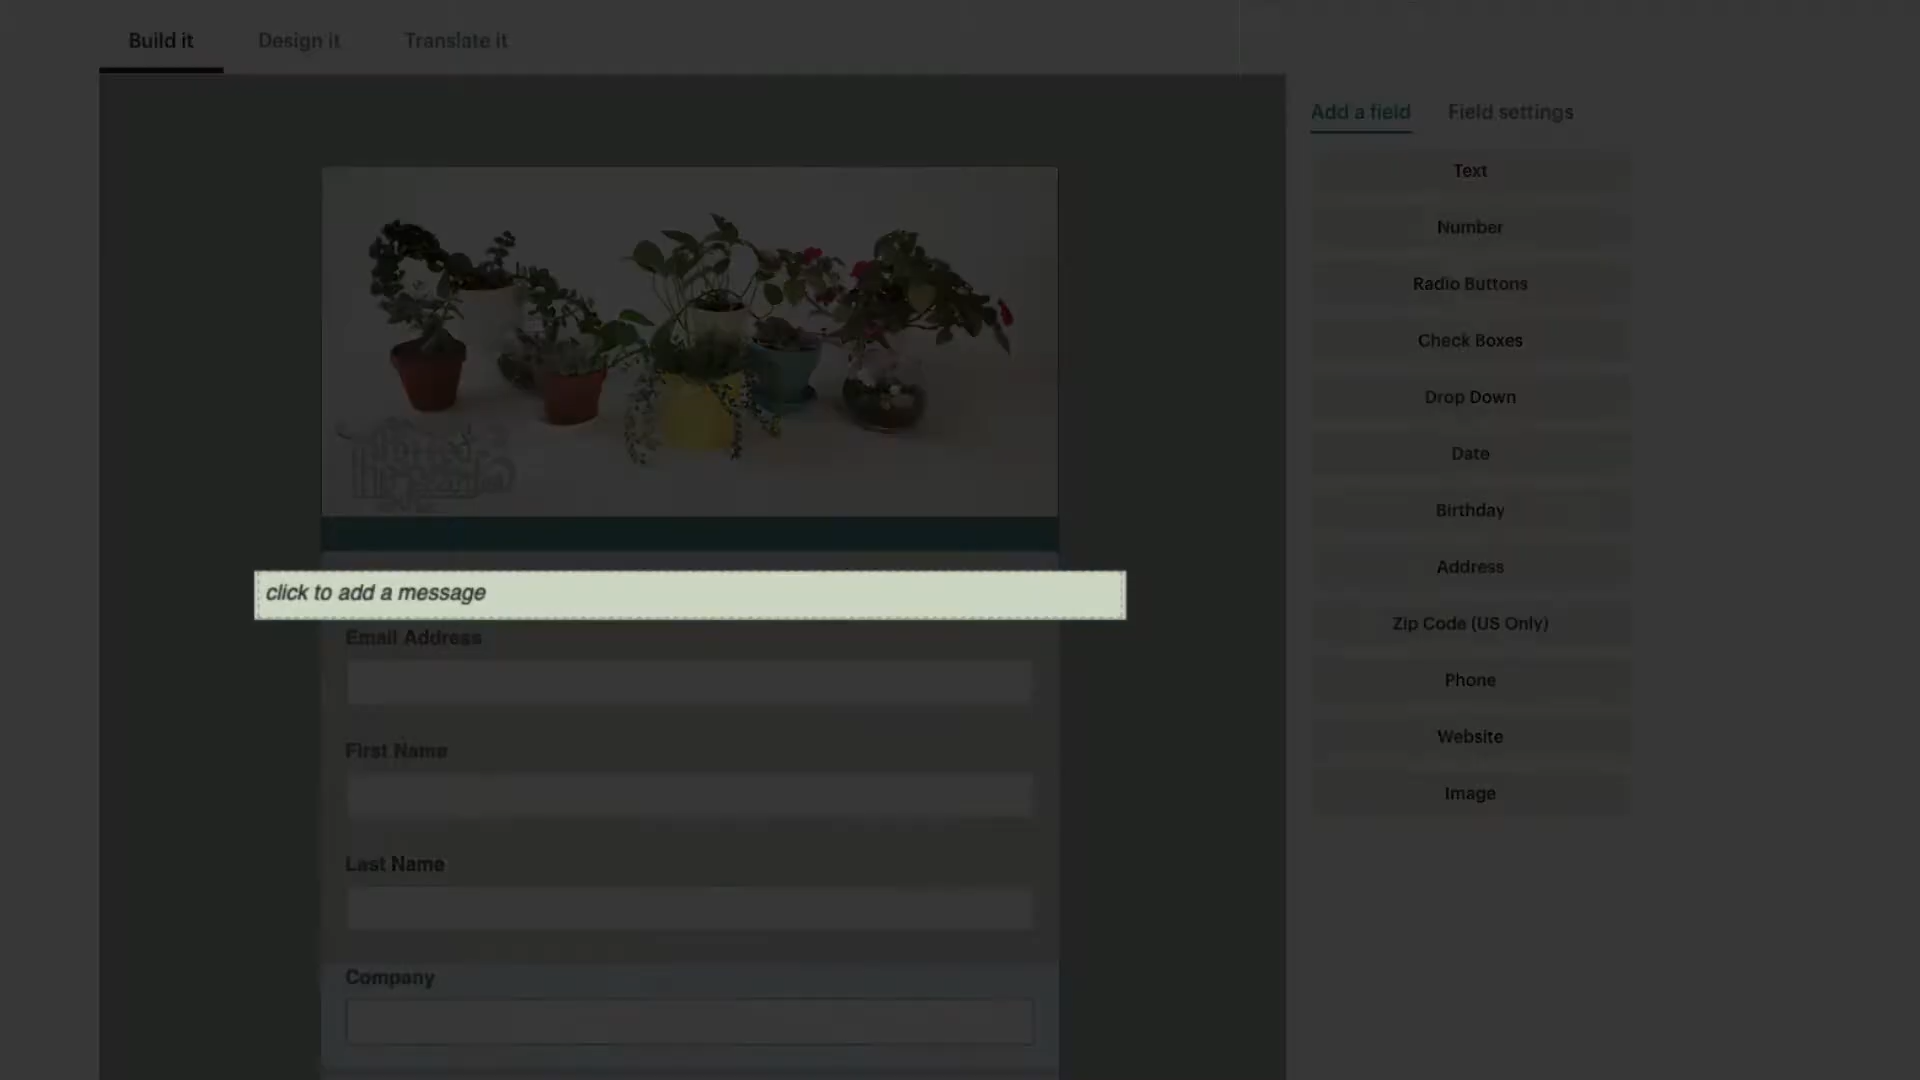 Build it
Design it
Translate it
Add a field
Field settings
Text
Number
Radio Buttons
Check Boxes
Drop Down
Date
Birthday
Address
Zip Code (US Only)
Phone
Website
Image
click to add a message
Email Address
First Name
Last Name
Company